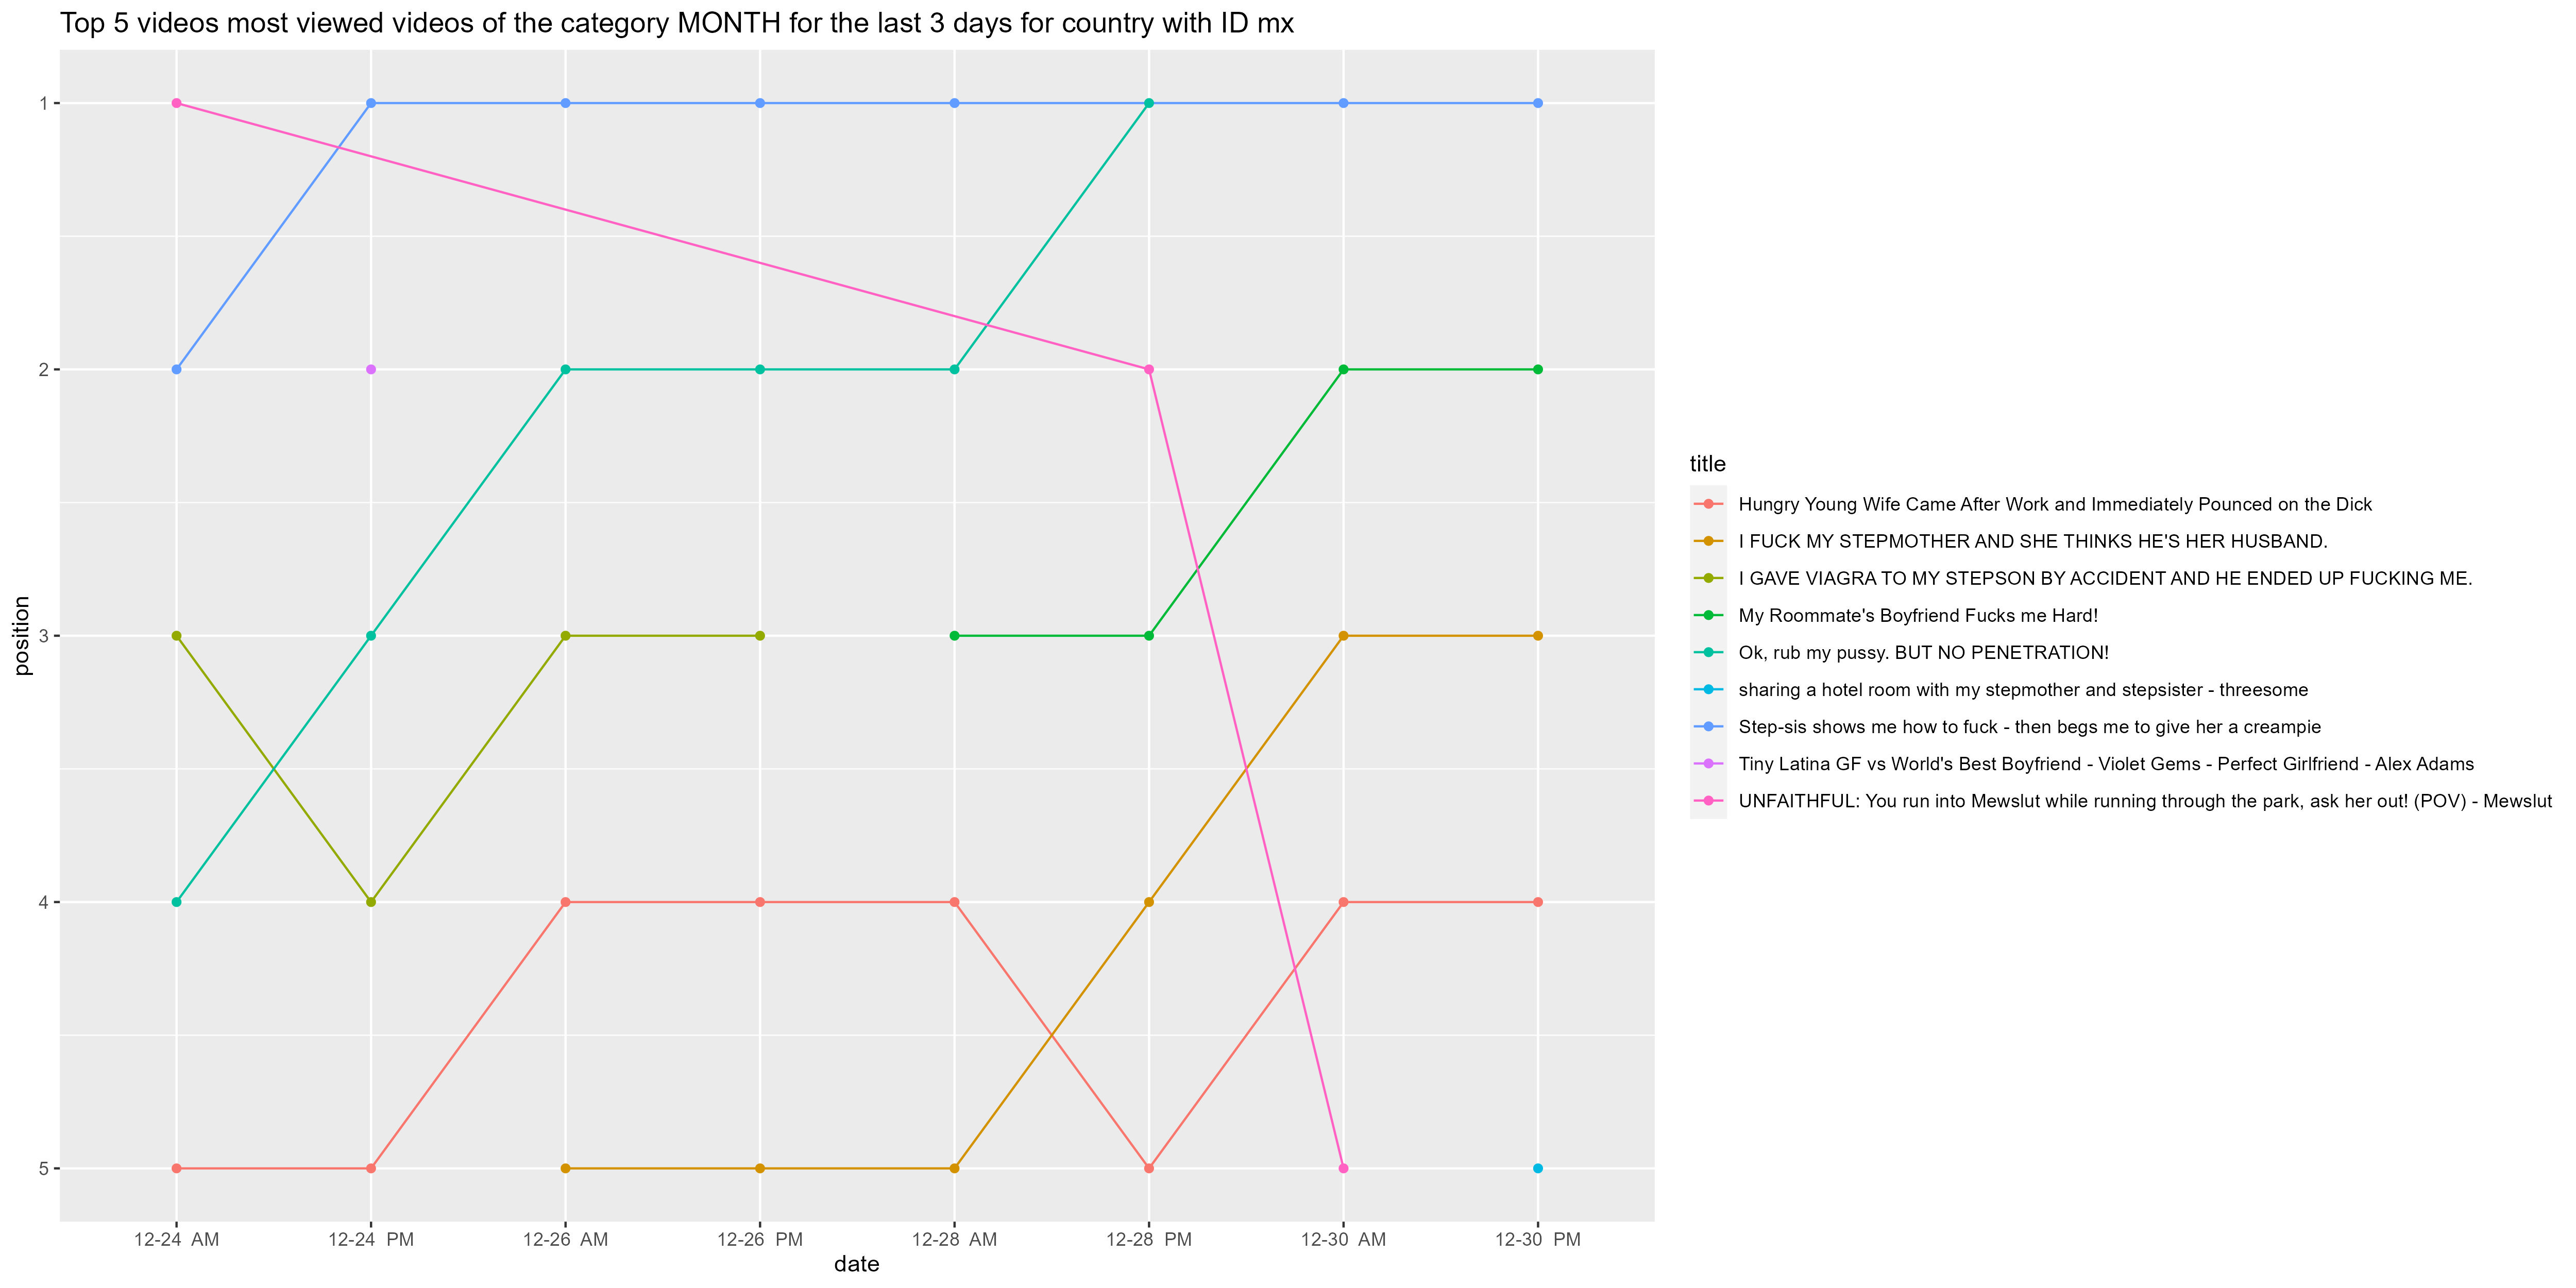 Top 5 videos most viewed videos of the category MONTH for the last 3 days for country with ID mx
1
2
3
4
5
position
12-24 AM
12-24 PM
12-26 AM
12-26 PM
12-28 AM
12-28 PM
12-30 AM
12-30 PM
date
title
Hungry Young Wife Came After Work and Immediately Pounced on the Dick
I FUCK MY STEPMOTHER AND SHE THINKS HE'S HER HUSBAND.
I GAVE VIAGRA TO MY STEPSON BY ACCIDENT AND HE ENDED UP FUCKING ME.
My Roommate's Boyfriend Fucks me Hard!
Ok, rub my pussy. BUT NO PENETRATION!
sharing a hotel room with my stepmother and stepsister - threesome
Step-sis shows me how to fuck - then begs me to give her a creampie
Tiny Latina GF vs World's Best Boyfriend - Violet Gems - Perfect Girlfriend - Alex Adams
UNFAITHFUL: You run into Mewslut while running through the park, ask her out! (POV) - Mewslut